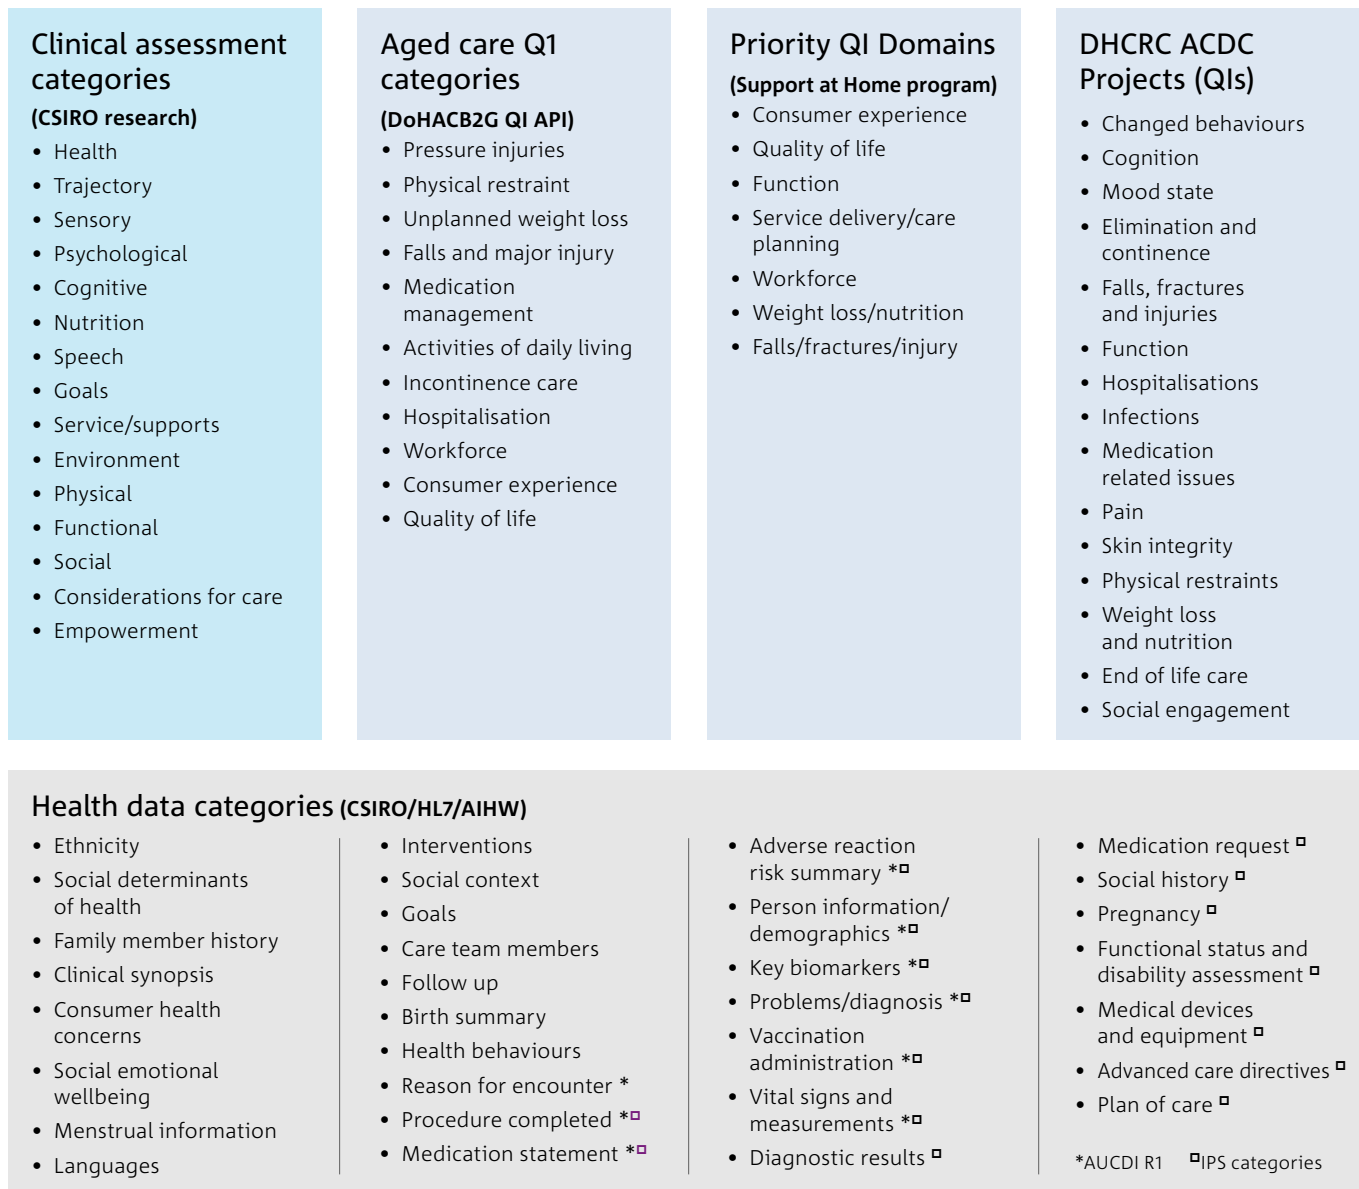 Clinical assessment
categories
(CSIRO research)
• Health
• Trajectory
• Sensory
• Psychological
• Cognitive
• Nutrition
• Speech
• Goals
• Service/supports
• Environment
• Physical
• Functional
• Social
• Considerations for care
• Empowerment
Aged care Q1
categories
(DoHACB2G QI API)
• Pressure injuries
• Physical restraint
• Unplanned weight loss
• Falls and major injury
• Medication
management
• Activities of daily living
• Incontinence care
• Hospitalisation
• Workforce
• Consumer experience
• Quality of life
Priority QI Domains
(Support at Home program)
• Consumer experience
• Quality of life
• Function
• Service delivery/care
planning
• Workforce
• Weight loss/nutrition
• Falls/fractures/injury
DHCRC ACDC
Projects (QIs)
• Changed behaviours
• Cognition
• Mood state
• Elimination and
continence
• Falls, fractures
and injuries
• Function
• Hospitalisations
• Infections
• Medication
related issues
• Pain
• Skin integrity
• Physical restraints
• Weight loss
and nutrition
• End of life care
• Social engagement
Health data categories (CSIRO/HL7/AIHW)
• Ethnicity
• Social determinants
of health
• Family member history
• Clinical synopsis
• Consumer health
concerns
• Social emotional
wellbeing
• Menstrual information
• Languages
• Interventions
• Social context
• Goals
• Care team members
• Follow up
• Birth summary
• Health behaviours
• Reason for encounter *
• Procedure completed *◘
• Medication statement *◘
• Adverse reaction
risk summary *◘
• Person information/
demographics *◘
• Key biomarkers *◘
• Problems/diagnosis *◘
• Vaccination
administration *◘
• Vital signs and
measurements *◘
• Diagnostic results ◘
• Medication request ◘
• Social history ◘
• Pregnancy ◘
• Functional status and
disability assessment ◘
• Medical devices
and equipment ◘
• Advanced care directives ◘
• Plan of care ◘
*AUCDI R1 ◘IPS categories